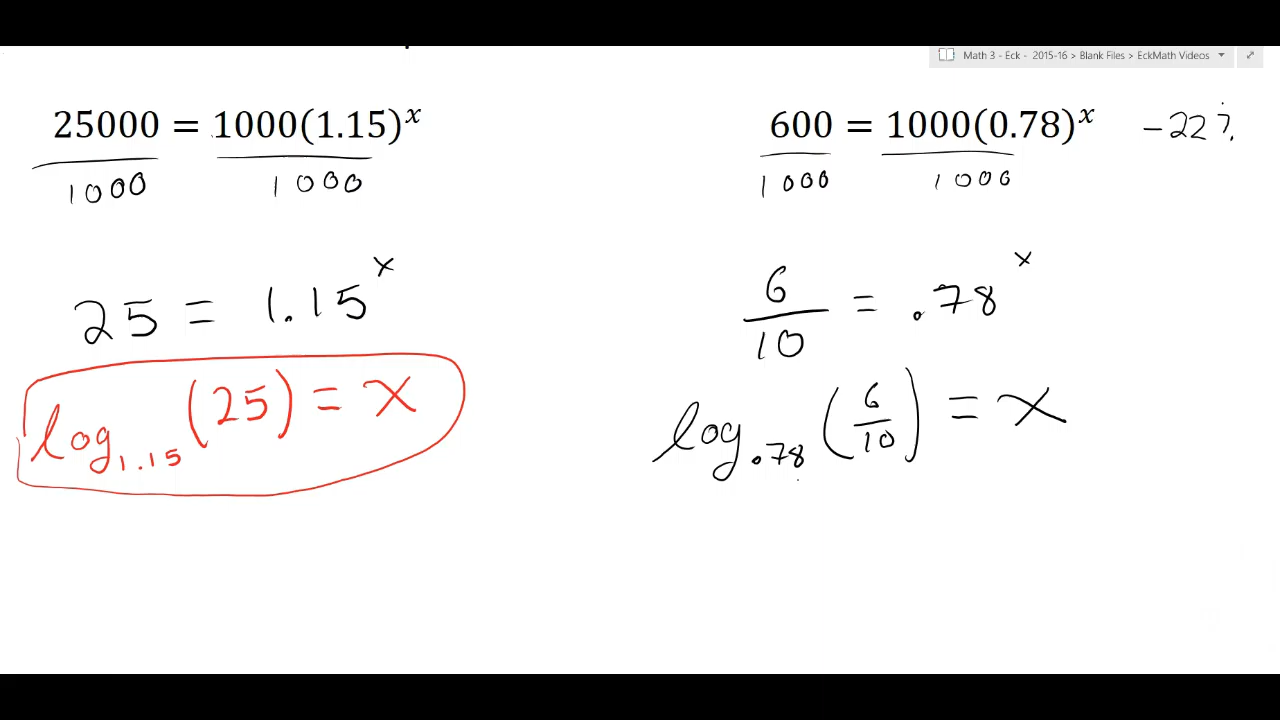 Math 3 - Eck - 2015-16 > Blank Files > EckMath Videos
25000 = 1000(1.15)^x
1000 1000
25 = 1.15^x
log_1.15 (25) = x
600 = 1000(0.78)^x -22%
1000 1000
6/10 = .78^x
log_.78 (6/10) = x